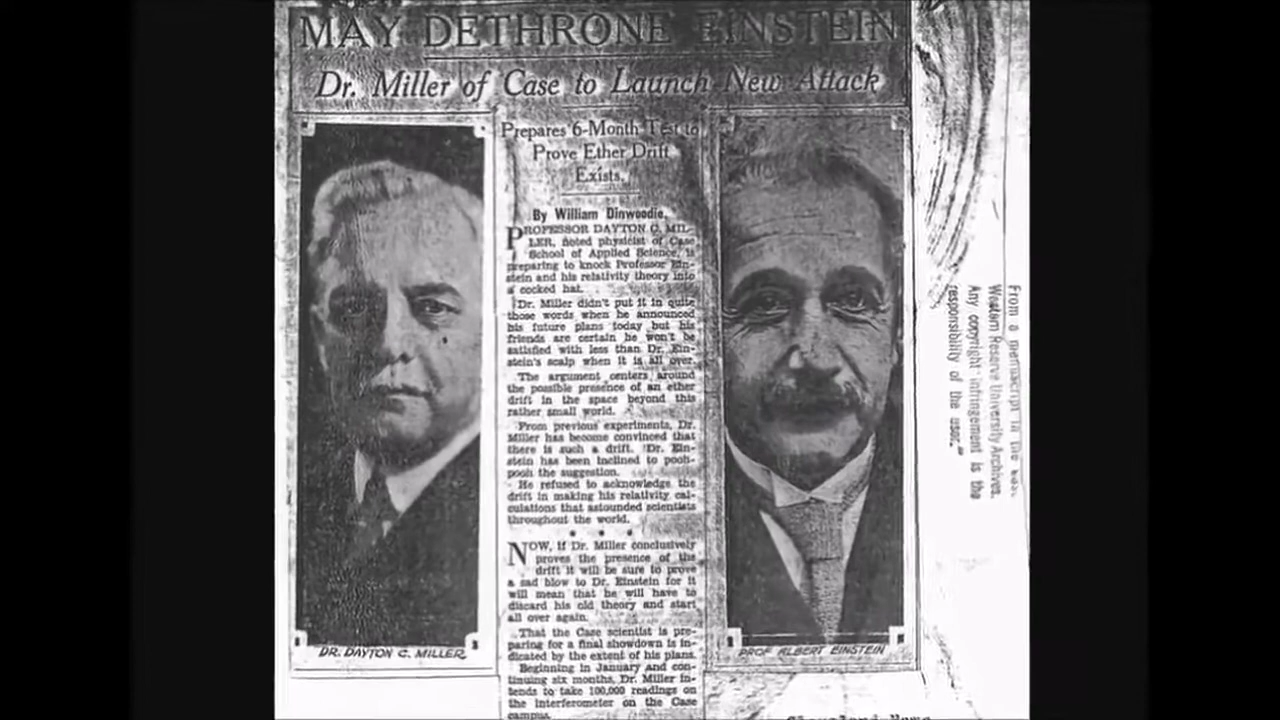 MAY DETHRONE EINSTEIN
Dr. Miller of Case to Launch New Attack
Prepares 6-Month Test to
Prove Ether Drift
Exists.
By William Dinwoodie.
PROFESSOR DAYTON C. MIL-
LER, noted physicist of Case
School of Applied Science, is
preparing to knock Professor Ein-
stein and his relativity theory into
a cocked hat.
Dr. Miller didn't put it in quite
those words when he announced
his future plans today but his
friends are certain he won't be
satisfied with less than Dr. Ein-
stein's scalp when it is all over.
The argument centers around
the possible presence of an ether
drift in the space beyond this
rather small world.
From previous experiments, Dr.
Miller has become convinced that
there is such a drift. Dr. Ein-
stein has been inclined to pooh-
pooh the suggestion.
He refused to acknowledge the
drift in making his relativity cal-
culations that astounded scientists
throughout the world.
NOW, if Dr. Miller conclusively
proves the presence of the
drift it will be sure to prove
a sad blow to Dr. Einstein for it
will mean that he will have to
discard his old theory and start
all over again.
That the Case scientist is pre-
paring for a final showdown is in-
dicated by the extent of his plans.
Beginning in January and con-
tinuing six months, Dr. Miller in-
tends to take 100,000 readings on
the interferometer on the Case
campus.
DR. DAYTON C. MILLER
PROF ALBERT EINSTEIN
From a manuscript in the
Western Reserve University Archives.
Any copyright infringement is the
responsibility of the user."